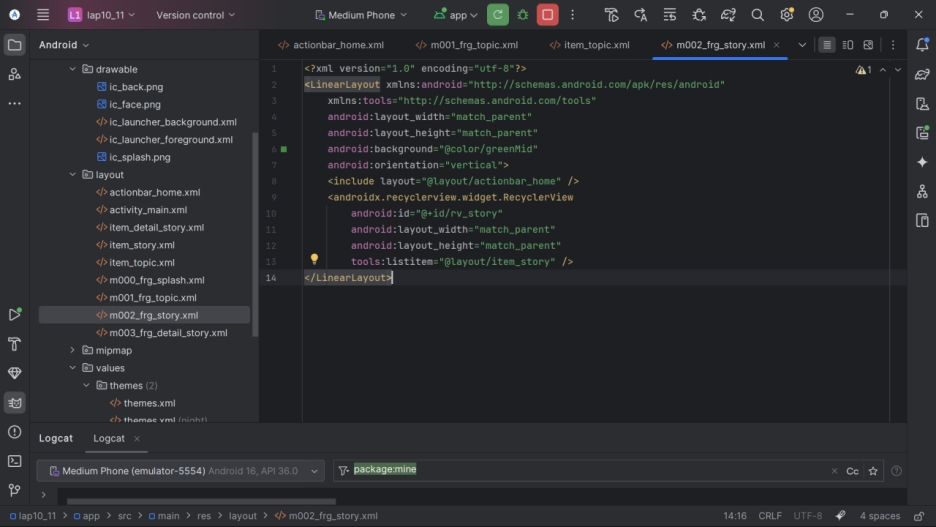 L1 lap10_11 Version control Medium Phone app
Android
actionbar_home.xml m001_frg_topic.xml item_topic.xml m002_frg_story.xml
drawable
ic_back.png
ic_face.png
ic_launcher_background.xml
ic_launcher_foreground.xml
ic_splash.png
layout
actionbar_home.xml
activity_main.xml
item_detail_story.xml
item_story.xml
item_topic.xml
m000_frg_splash.xml
m001_frg_topic.xml
m002_frg_story.xml
m003_frg_detail_story.xml
mipmap
values
themes (2)
themes.xml
themes.xml (night)
1 <?xml version="1.0" encoding="utf-8"?>
2 <LinearLayout xmlns:android="http://schemas.android.com/apk/res/android"
3 xmlns:tools="http://schemas.android.com/tools"
4 android:layout_width="match_parent"
5 android:layout_height="match_parent"
6 android:background="@color/greenMid"
7 android:orientation="vertical">
8 <include layout="@layout/actionbar_home" />
9 <androidx.recyclerview.widget.RecyclerView
10 android:id="@+id/rv_story"
11 android:layout_width="match_parent"
12 android:layout_height="match_parent"
13 tools:listitem="@layout/item_story" />
14 </LinearLayout>
1
Logcat Logcat
Medium Phone (emulator-5554) Android 16, API 36.0 package:mine Cc
lap10_11 > app > src > main > res > layout > m002_frg_story.xml 14:16 CRLF UTF-8 4 spaces